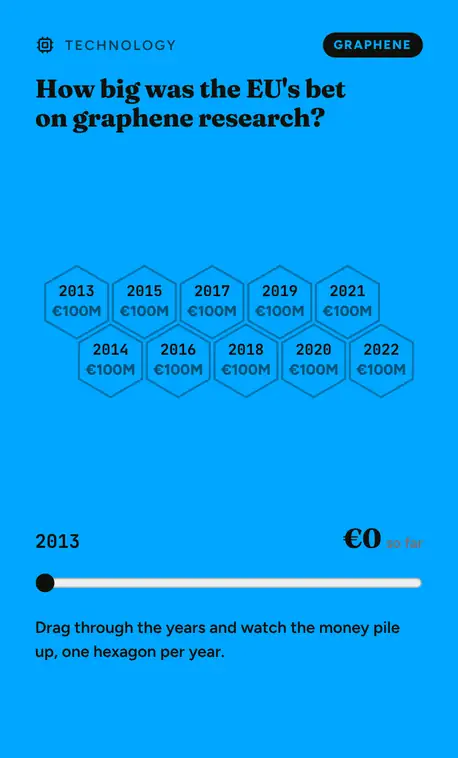 TECHNOLOGY
GRAPHENE
How big was the EU's bet
on graphene research?
2013 2015 2017 2019 2021
€100M €100M €100M €100M €100M
2014 2016 2018 2020 2022
€100M €100M €100M €100M €100M
2013
€0 so far
Drag through the years and watch the money pile
up, one hexagon per year.